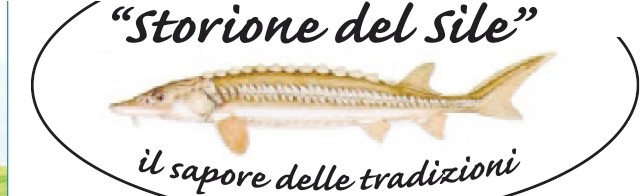 “Storione del Sile”
il sapore delle tradizioni